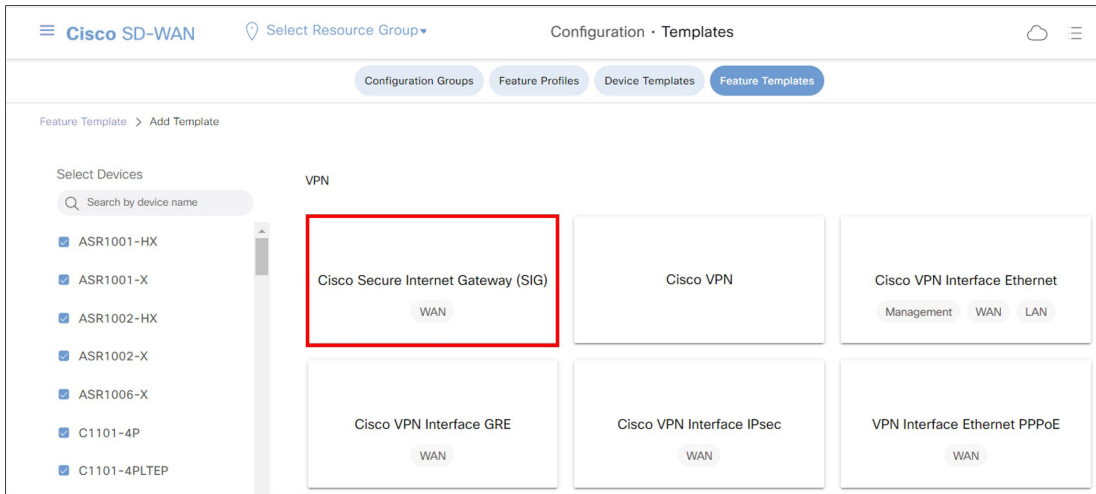 Cisco SD-WAN
Select Resource Group
Configuration · Templates
Configuration Groups
Feature Profiles
Device Templates
Feature Templates
Feature Template > Add Template
Select Devices
Search by device name
ASR1001-HX
ASR1001-X
ASR1002-HX
ASR1002-X
ASR1006-X
C1101-4P
C1101-4PLTEP
VPN
Cisco Secure Internet Gateway (SIG)
WAN
Cisco VPN
Cisco VPN Interface Ethernet
Management WAN LAN
Cisco VPN Interface GRE
WAN
Cisco VPN Interface IPsec
WAN
VPN Interface Ethernet PPPoE
WAN